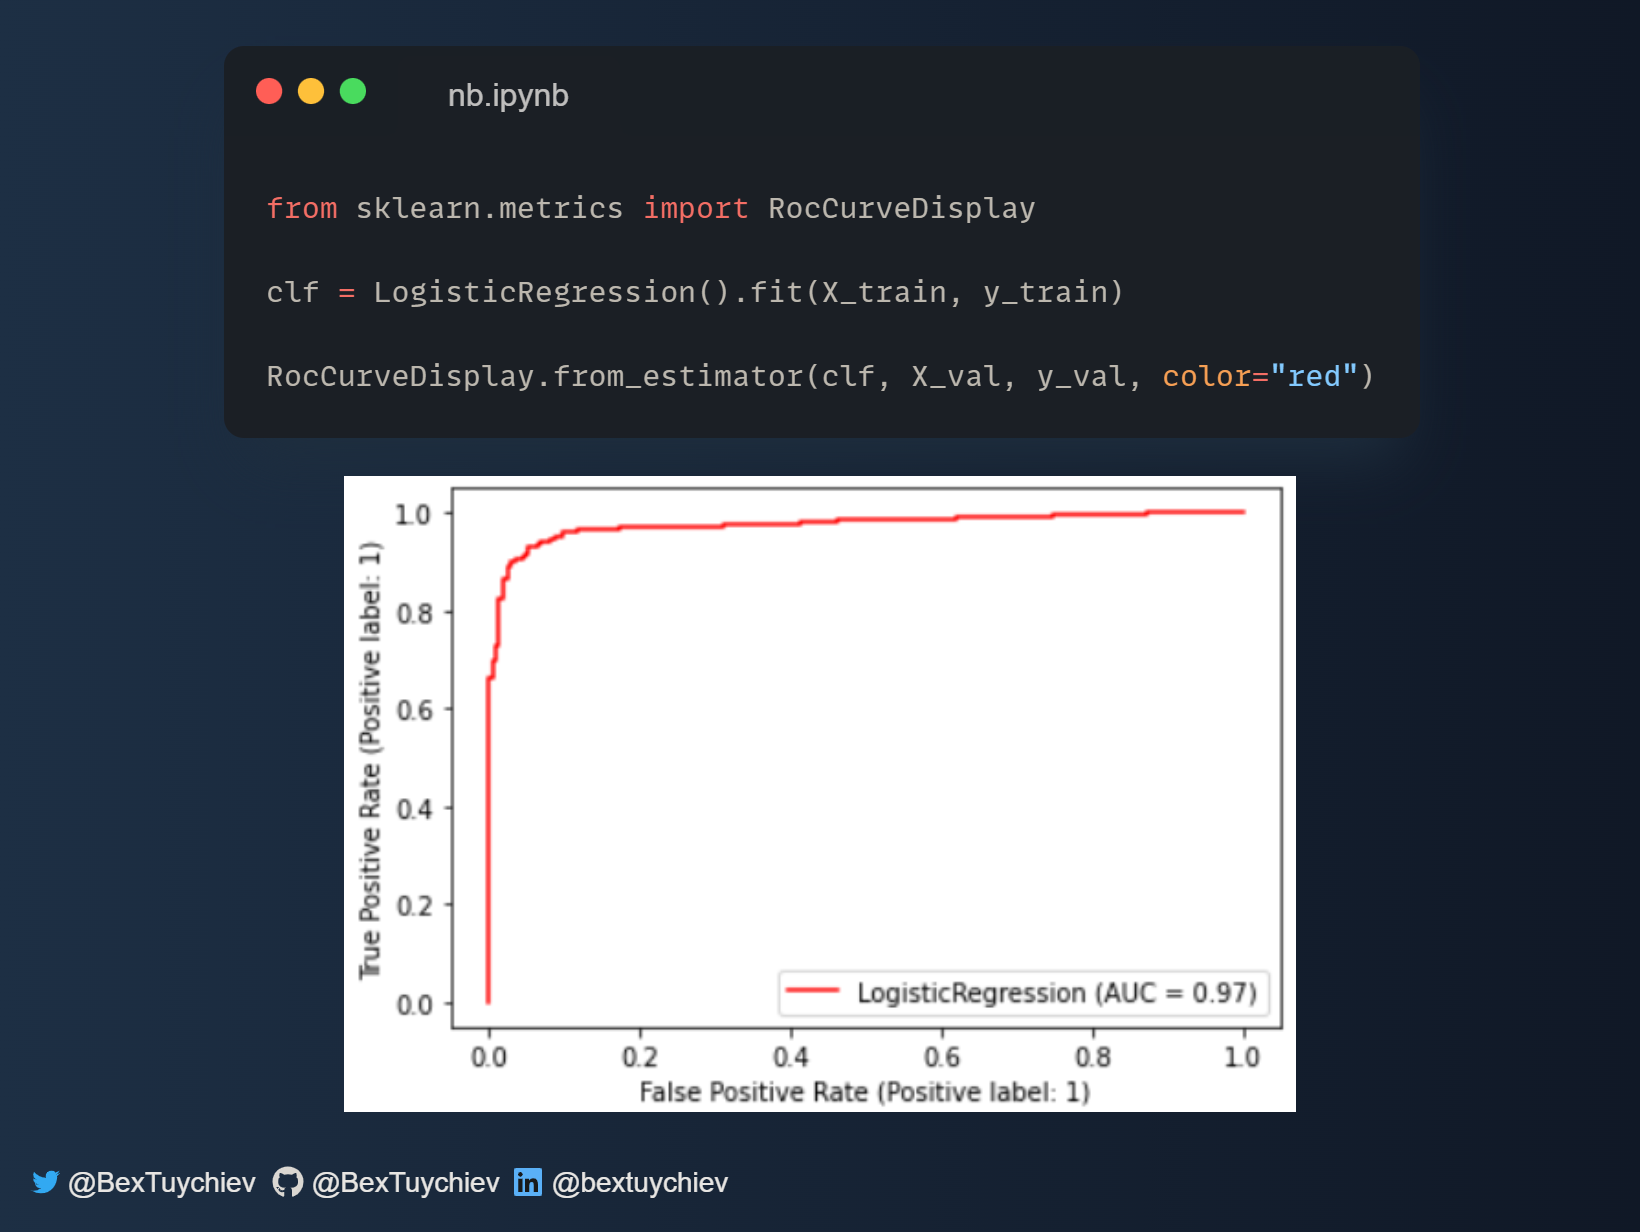 nb.ipynb
from sklearn.metrics import RocCurveDisplay
clf = LogisticRegression().fit(X_train, y_train)
RocCurveDisplay.from_estimator(clf, X_val, y_val, color="red")
1.0
0.8
0.6
0.4
0.2
0.0
True Positive Rate (Positive label: 1)
LogisticRegression (AUC = 0.97)
0.0 0.2 0.4 0.6 0.8 1.0
False Positive Rate (Positive label: 1)
@BexTuychiev @BexTuychiev in @bextuychiev